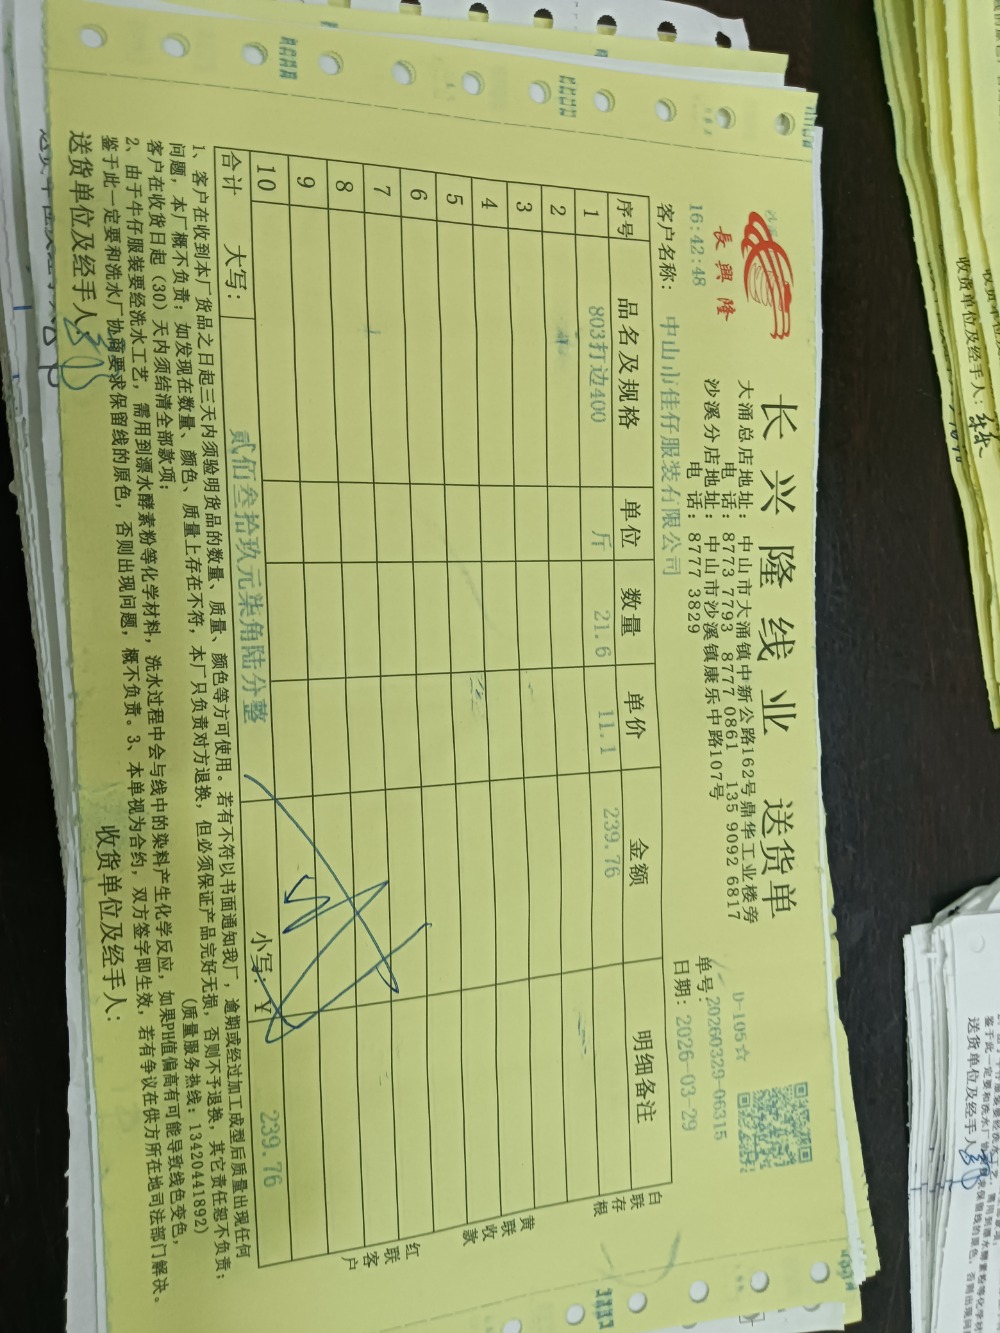 長興隆
长兴隆线业 送货单
大涌总店地址：中山市大涌镇中新公路162号鼎华工业楼旁
电 话：8773 7793 8777 0861 135 9092 6817
沙溪分店地址：中山市沙溪镇康乐中路107号
电 话：8777 3829
16:42:48
D-105☆
单号：20260329-06315
客户名称：中山市佳仔服装有限公司
日期：2026-03-29
序号 品名及规格 单位 数量 单价 金额 明细备注
1 803打边400 斤 21.6 11.1 239.76
2
3
4
5
6
7
8
9
10
合计 大写：贰佰叁拾玖元柒角陆分整 小写：￥ 239.76
白联存根
黄联收款
红联客户
1、客户在收到本厂货品之日起三天内须验明货品的数量、质量、颜色等方可使用。若有不符以书面通知我厂，逾期或经过加工成型后质量出现任何
问题，本厂概不负责；如发现在数量、颜色、质量上存在不符，本厂只负责对方退换，但必须保证产品完好无损，否则不予退换，其它责任恕不负责；
客户在收货日起（30）天内须结清全部款项； （质量服务热线：13420441892）
2、由于牛仔服装要经洗水工艺，需用到漂水酵素粉等化学材料，洗水过程中会与线中的染料产生化学反应，如果PH值偏高有可能导致线色变色，
鉴于此一定要和洗水厂协商要求保留线的原色，否则出现问题，概不负责。3、本单视为合约，双方签字即生效，若有争议在供方所在地司法部门解决。
送货单位及经手人： 收货单位及经手人：
收货单位及经手人：
送货单位及经手人